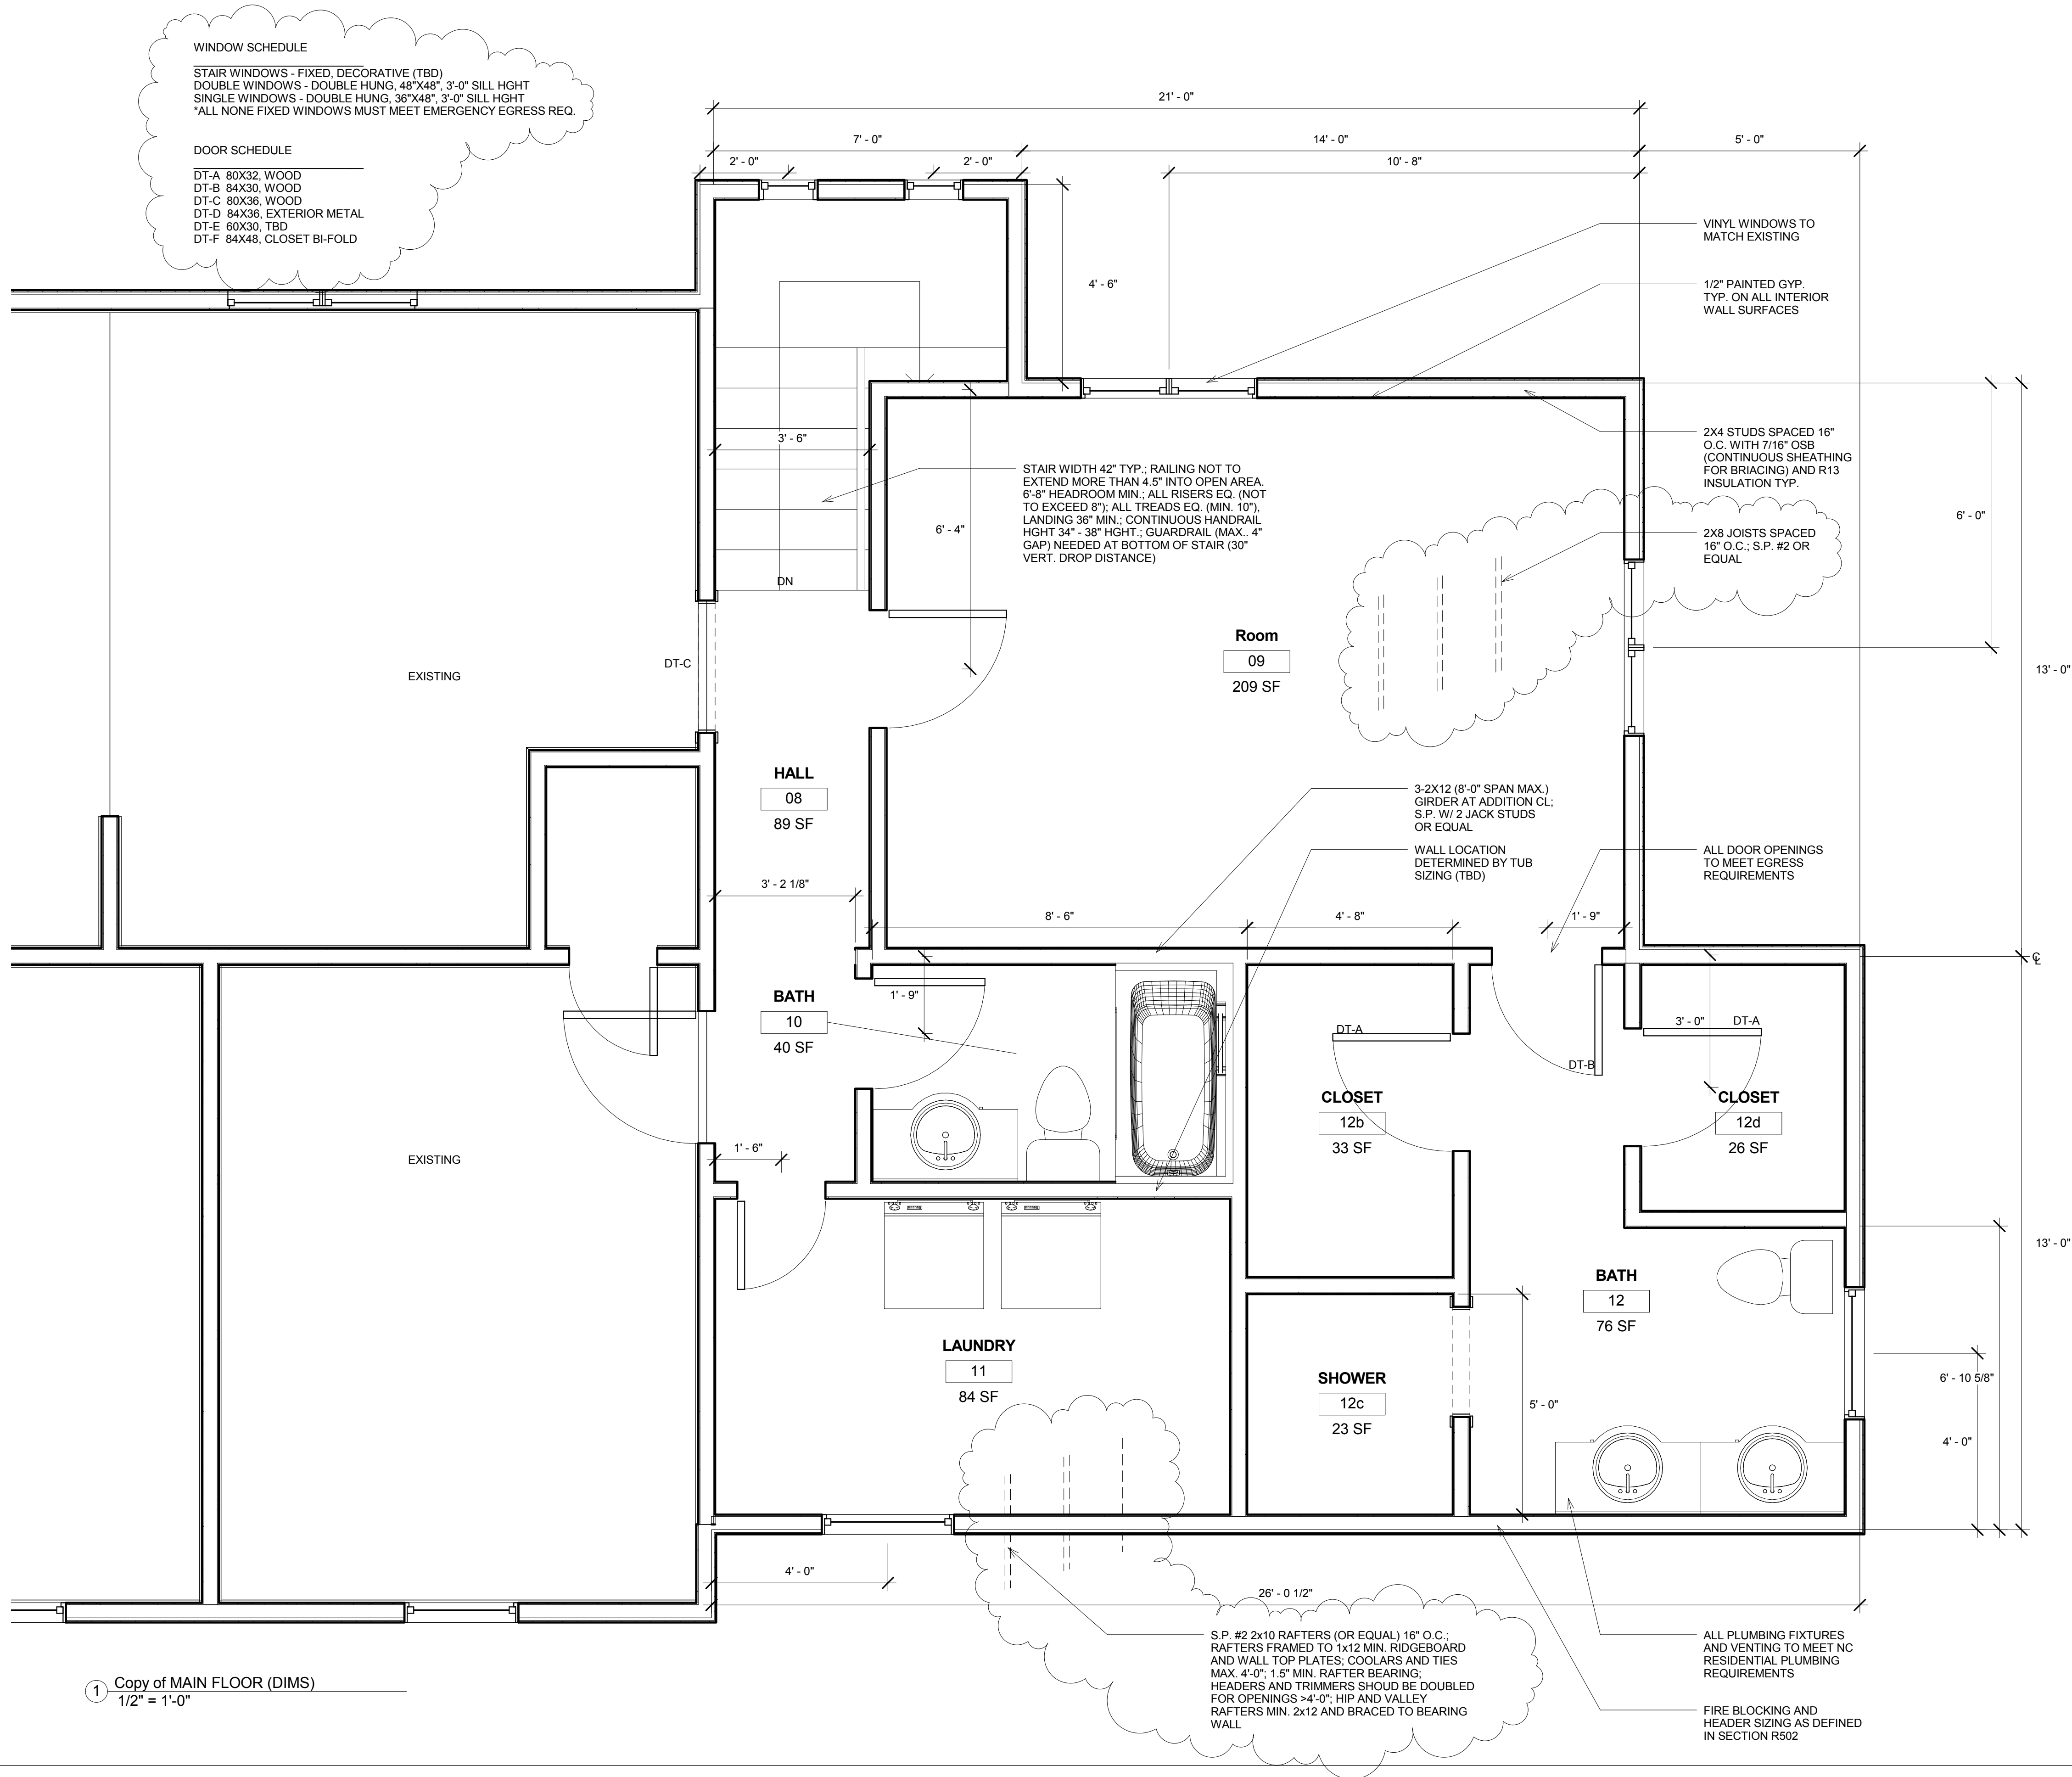 WINDOW SCHEDULE
STAIR WINDOWS - FIXED, DECORATIVE (TBD)
DOUBLE WINDOWS - DOUBLE HUNG, 48"X48", 3'-0" SILL HGHT
SINGLE WINDOWS - DOUBLE HUNG, 36"X48", 3'-0" SILL HGHT
*ALL NONE FIXED WINDOWS MUST MEET EMERGENCY EGRESS REQ.
DOOR SCHEDULE
DT-A 80X32, WOOD
DT-B 84X30, WOOD
DT-C 80X36, WOOD
DT-D 84X36, EXTERIOR METAL
DT-E 60X30, TBD
DT-F 84X48, CLOSET BI-FOLD
21' - 0"
7' - 0"
14' - 0"
5' - 0"
2' - 0"
2' - 0"
10' - 8"
VINYL WINDOWS TO
MATCH EXISTING
4' - 6"
1/2" PAINTED GYP.
TYP. ON ALL INTERIOR
WALL SURFACES
3' - 6"
2X4 STUDS SPACED 16"
O.C. WITH 7/16" OSB
(CONTINUOUS SHEATHING
FOR BRIACING) AND R13
INSULATION TYP.
STAIR WIDTH 42" TYP.; RAILING NOT TO
EXTEND MORE THAN 4.5" INTO OPEN AREA.
6'-8" HEADROOM MIN.; ALL RISERS EQ. (NOT
TO EXCEED 8"); ALL TREADS EQ. (MIN. 10"),
LANDING 36" MIN.; CONTINUOUS HANDRAIL
HGHT 34" - 38" HGHT.; GUARDRAIL (MAX.. 4"
GAP) NEEDED AT BOTTOM OF STAIR (30"
VERT. DROP DISTANCE)
6' - 4"
6' - 0"
2X8 JOISTS SPACED
16" O.C.; S.P. #2 OR
EQUAL
DN
Room
09
209 SF
DT-C
EXISTING
13' - 0"
HALL
08
89 SF
3-2X12 (8'-0" SPAN MAX.)
GIRDER AT ADDITION CL;
S.P. W/ 2 JACK STUDS
OR EQUAL
WALL LOCATION
DETERMINED BY TUB
SIZING (TBD)
ALL DOOR OPENINGS
TO MEET EGRESS
REQUIREMENTS
3' - 2 1/8"
8' - 6"
4' - 8"
1' - 9"
CL
BATH
10
40 SF
1' - 9"
DT-A
3' - 0"
DT-A
DT-B
CLOSET
12b
33 SF
CLOSET
12d
26 SF
EXISTING
1' - 6"
13' - 0"
BATH
12
76 SF
LAUNDRY
11
84 SF
SHOWER
12c
23 SF
5' - 0"
6' - 10 5/8"
4' - 0"
4' - 0"
26' - 0 1/2"
S.P. #2 2x10 RAFTERS (OR EQUAL) 16" O.C.;
RAFTERS FRAMED TO 1x12 MIN. RIDGEBOARD
AND WALL TOP PLATES; COOLARS AND TIES
MAX. 4'-0"; 1.5" MIN. RAFTER BEARING;
HEADERS AND TRIMMERS SHOUD BE DOUBLED
FOR OPENINGS >4'-0"; HIP AND VALLEY
RAFTERS MIN. 2x12 AND BRACED TO BEARING
WALL
ALL PLUMBING FIXTURES
AND VENTING TO MEET NC
RESIDENTIAL PLUMBING
REQUIREMENTS
FIRE BLOCKING AND
HEADER SIZING AS DEFINED
IN SECTION R502
1 Copy of MAIN FLOOR (DIMS)
1/2" = 1'-0"